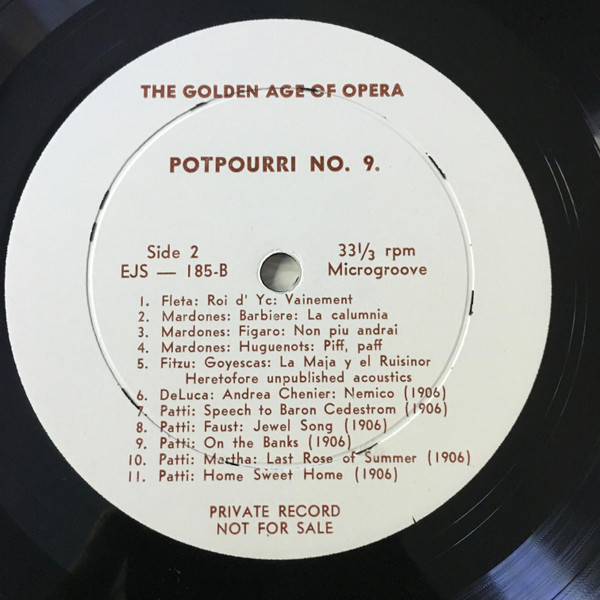 THE GOLDEN AGE OF OPERA
POTPOURRI NO. 9.
Side 2 33⅓ rpm
EJS — 185-B Microgroove
1. Fleta: Roi d' Yc: Vainement
2. Mardones: Barbiere: La calumnia
3. Mardones: Figaro: Non piu andrai
4. Mardones: Huguenots: Piff, paff
5. Fitzu: Goyescas: La Maja y el Ruisinor
Heretofore unpublished acoustics
6. DeLuca: Andrea Chenier: Nemico (1906)
7. Patti: Speech to Baron Cedestrom (1906)
8. Patti: Faust: Jewel Song (1906)
9. Patti: On the Banks (1906)
10. Patti: Martha: Last Rose of Summer (1906)
11. Patti: Home Sweet Home (1906)
PRIVATE RECORD
NOT FOR SALE